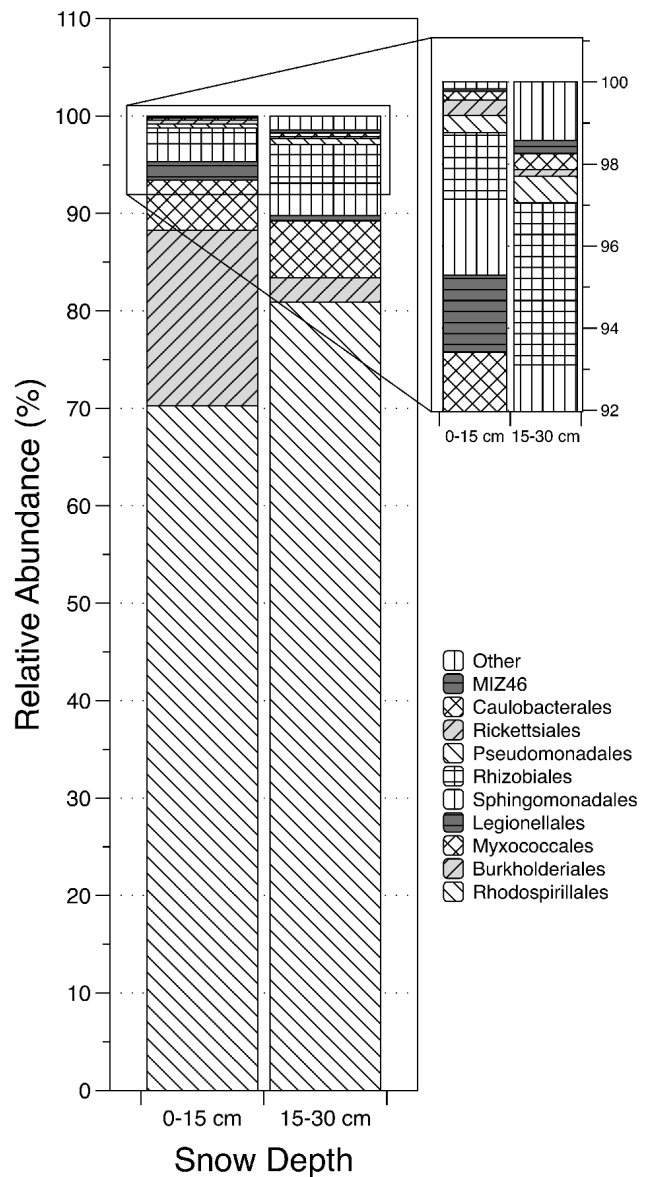 110
100
90
80
70
60
50
40
30
20
10
0
Relative Abundance (%)
0-15 cm
15-30 cm
Snow Depth
100
98
96
94
92
0-15 cm
15-30 cm
Other
MIZ46
Caulobacterales
Rickettsiales
Pseudomonadales
Rhizobiales
Sphingomonadales
Legionellales
Myxococcales
Burkholderiales
Rhodospirillales